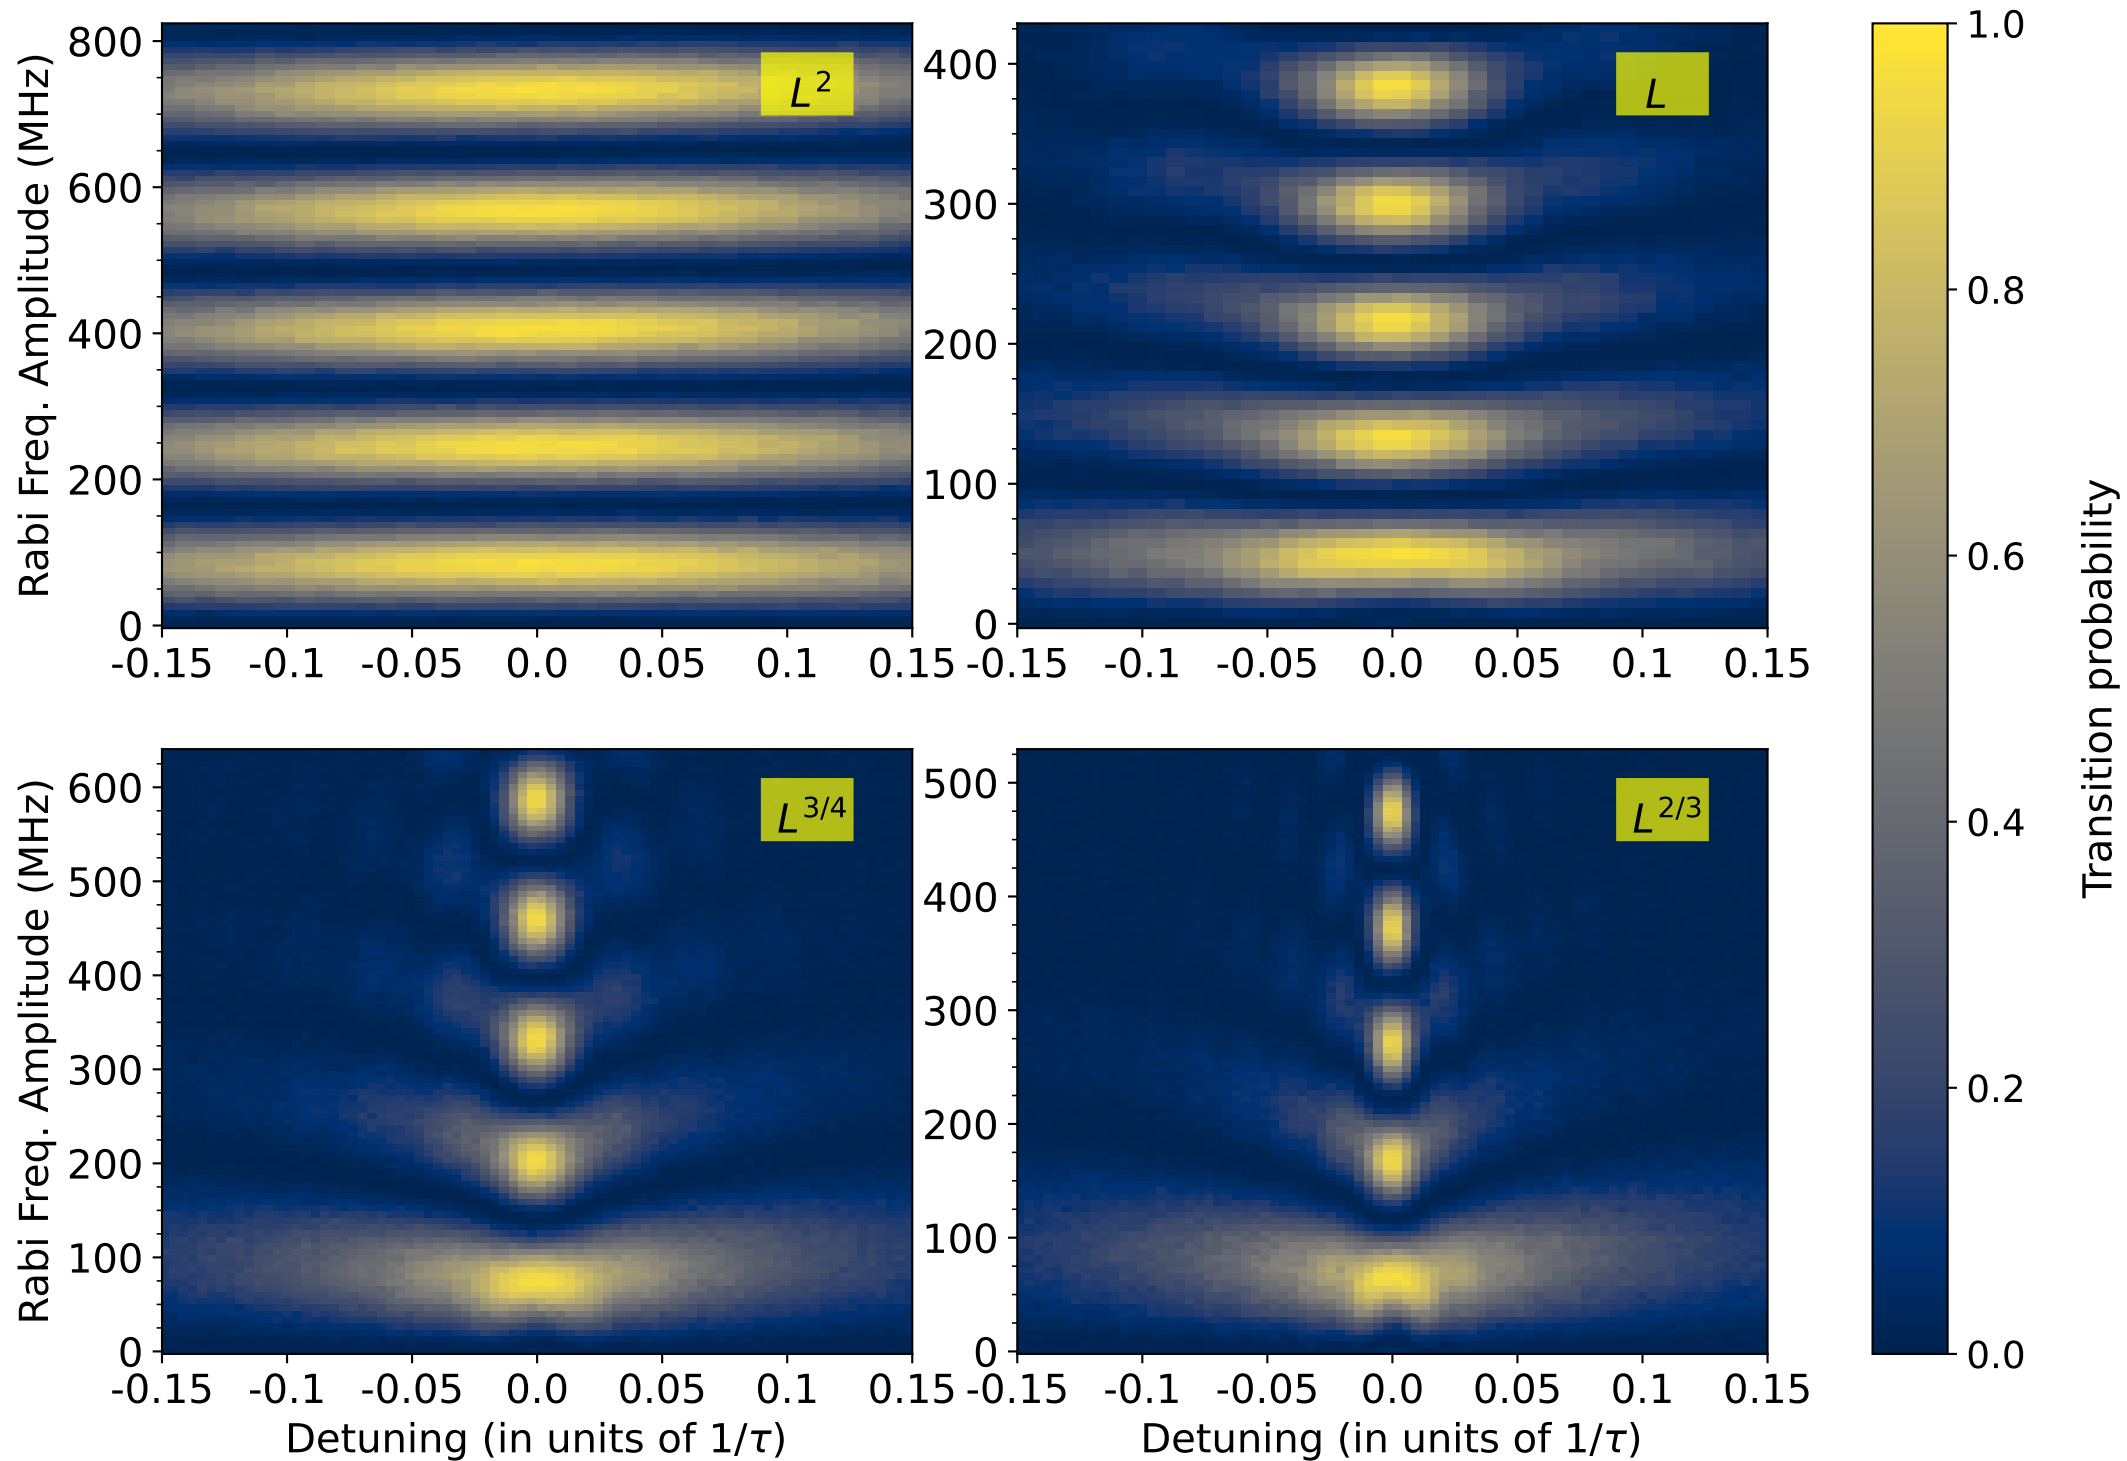 Rabi Freq. Amplitude (MHz)
800
600
400
200
0
-0.15 -0.1 -0.05 0.0 0.05 0.1 0.15
L²
400
300
200
100
0
-0.15 -0.1 -0.05 0.0 0.05 0.1 0.15
L
Rabi Freq. Amplitude (MHz)
600
500
400
300
200
100
0
-0.15 -0.1 -0.05 0.0 0.05 0.1 0.15
Detuning (in units of 1/τ)
L^{3/4}
500
400
300
200
100
0
-0.15 -0.1 -0.05 0.0 0.05 0.1 0.15
Detuning (in units of 1/τ)
L^{2/3}
1.0
0.8
0.6
0.4
0.2
0.0
Transition probability